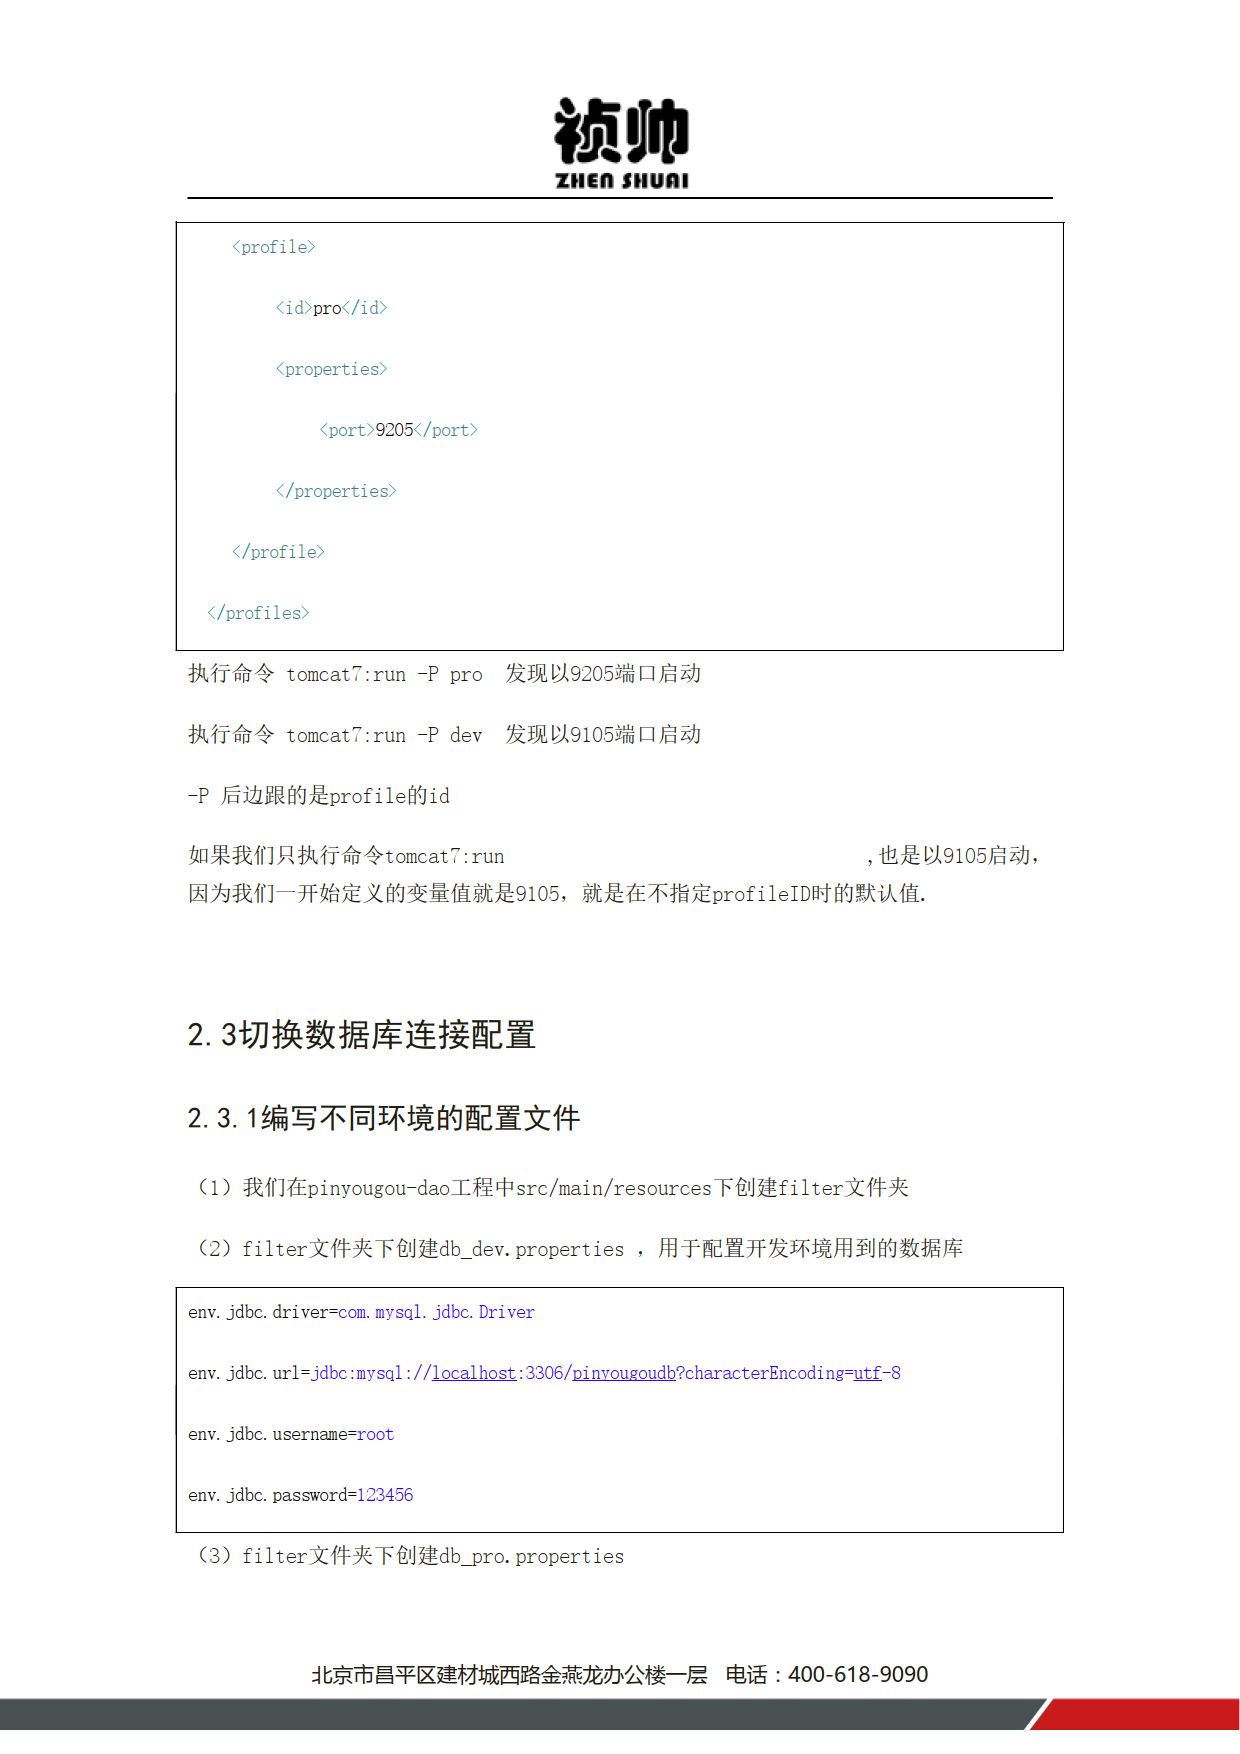 祯帅
ZHEN SHUAI
<profile>
<id>pro</id>
<properties>
<port>9205</port>
</properties>
</profile>
</profiles>
执行命令 tomcat7:run -P pro 发现以9205端口启动
执行命令 tomcat7:run -P dev 发现以9105端口启动
-P 后边跟的是profile的id
如果我们只执行命令tomcat7:run ,也是以9105启动，
因为我们一开始定义的变量值就是9105，就是在不指定profileID时的默认值.
2.3切换数据库连接配置
2.3.1编写不同环境的配置文件
（1）我们在pinyougou-dao工程中src/main/resources下创建filter文件夹
（2）filter文件夹下创建db_dev.properties ，用于配置开发环境用到的数据库
env.jdbc.driver=com.mysql.jdbc.Driver
env.jdbc.url=jdbc:mysql://localhost:3306/pinyougoudb?characterEncoding=utf-8
env.jdbc.username=root
env.jdbc.password=123456
（3）filter文件夹下创建db_pro.properties
北京市昌平区建材城西路金燕龙办公楼一层 电话：400-618-9090